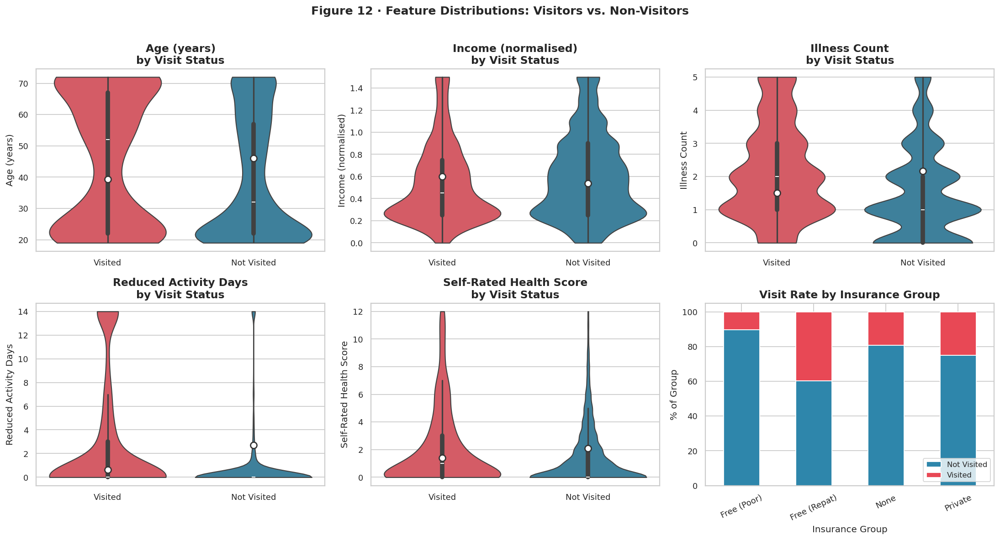 Figure 12 · Feature Distributions: Visitors vs. Non-Visitors
Age (years)
by Visit Status
Age (years)
70
60
50
40
30
20
Visited
Not Visited
Income (normalised)
by Visit Status
Income (normalised)
1.4
1.2
1.0
0.8
0.6
0.4
0.2
0.0
Visited
Not Visited
Illness Count
by Visit Status
Illness Count
5
4
3
2
1
0
Visited
Not Visited
Reduced Activity Days
by Visit Status
Reduced Activity Days
14
12
10
8
6
4
2
0
Visited
Not Visited
Self-Rated Health Score
by Visit Status
Self-Rated Health Score
12
10
8
6
4
2
0
Visited
Not Visited
Visit Rate by Insurance Group
% of Group
100
80
60
40
20
0
Not Visited
Visited
Free (Poor)
Free (Repat)
None
Private
Insurance Group